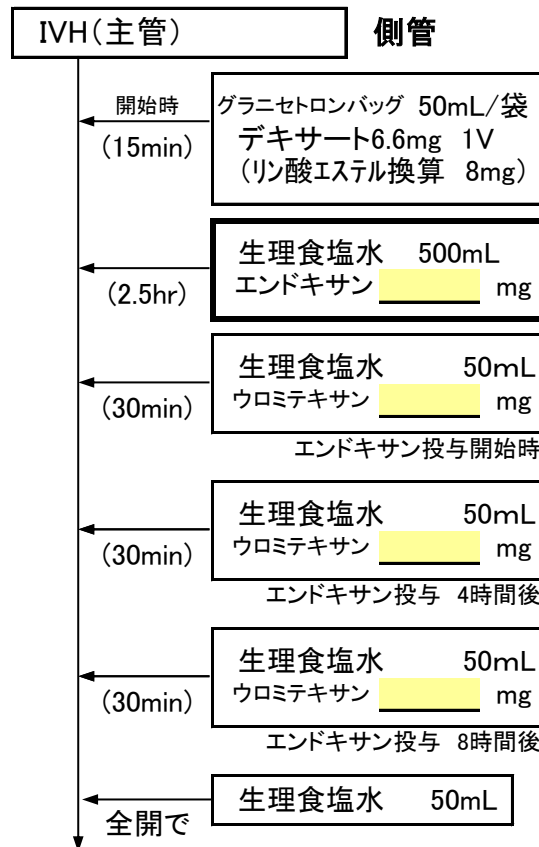 IVH(主管) 側管
開始時
(15min)
グラニセトロンバッグ 50mL/袋
デキサート6.6mg 1V
(リン酸エステル換算 8mg)
(2.5hr)
生理食塩水 500mL
エンドキサン mg
(30min)
生理食塩水 50mL
ウロミテキサン mg
エンドキサン投与開始時
(30min)
生理食塩水 50mL
ウロミテキサン mg
エンドキサン投与 4時間後
(30min)
生理食塩水 50mL
ウロミテキサン mg
エンドキサン投与 8時間後
全開で
生理食塩水 50mL